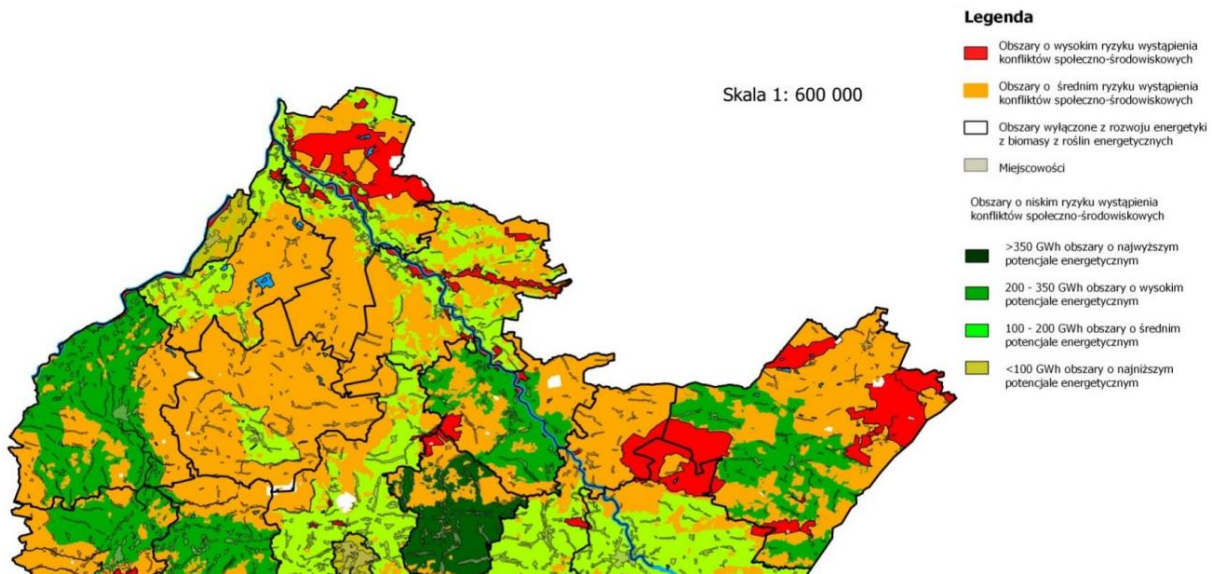 Legenda
Obszary o wysokim ryzyku wystąpienia
konfliktów społeczno-środowiskowych
Skala 1: 600 000
Obszary o średnim ryzyku wystąpienia
konfliktów społeczno-środowiskowych
Obszary wyłączone z rozwoju energetyki
z biomasy z roślin energetycznych
Miejscowości
Obszary o niskim ryzyku wystąpienia
konfliktów społeczno-środowiskowych
>350 GWh obszary o najwyższym
potencjale energetycznym
200 - 350 GWh obszary o wysokim
potencjale energetycznym
100 - 200 GWh obszary o średnim
potencjale energetycznym
<100 GWh obszary o najniższym
potencjale energetycznym